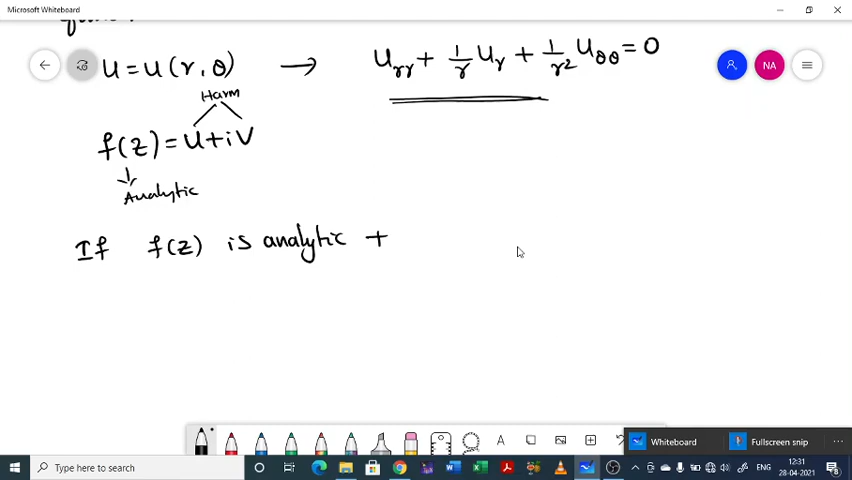 Microsoft Whiteboard
u = u(r, θ) → u_rr + 1/r u_r + 1/r² u_θθ = 0
Harm
f(z) = u + iv
Analytic
If f(z) is analytic +
NA
A
Whiteboard
Fullscreen snip
Type here to search
ENG
12:31
28-04-2021
8